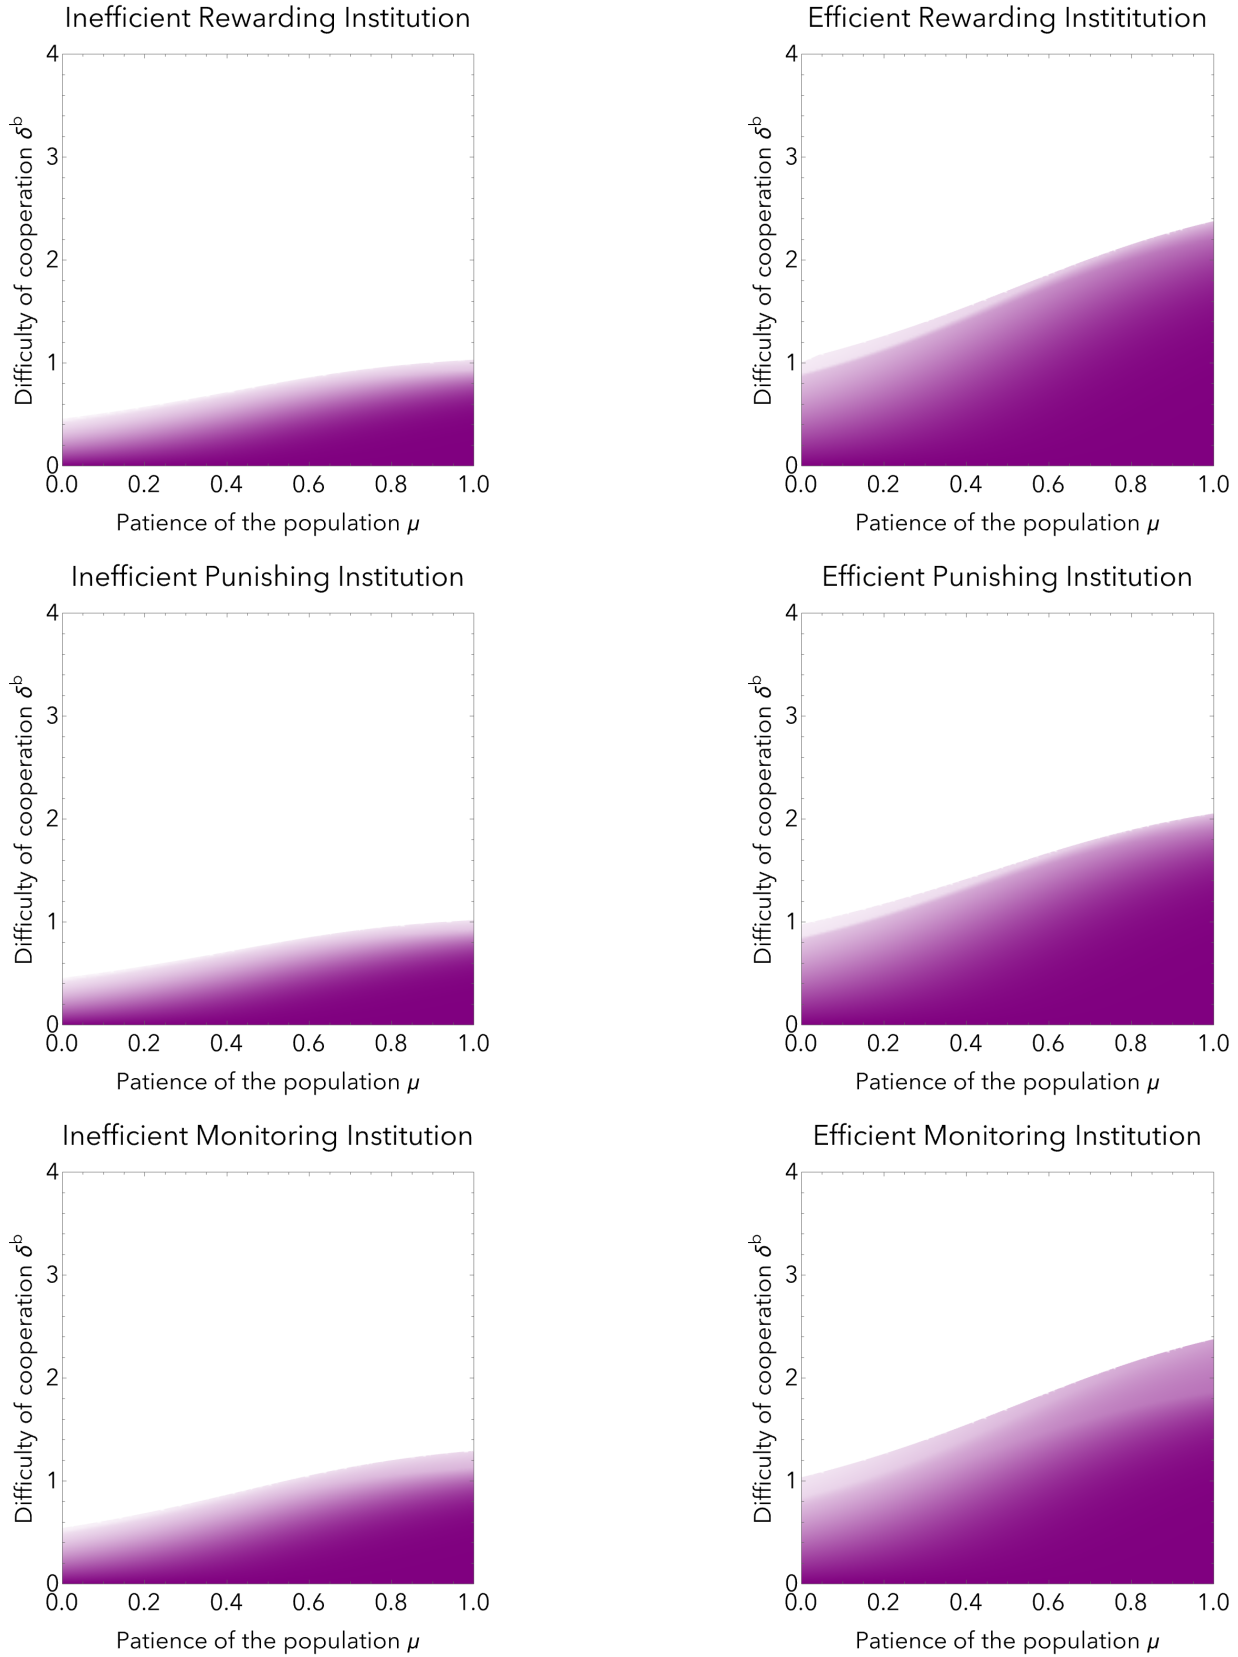 Inefficient Rewarding Institution
Difficulty of cooperation δᵇ
4
3
2
1
0
0.0 0.2 0.4 0.6 0.8 1.0
Patience of the population μ
Efficient Rewarding Instititution
Difficulty of cooperation δᵇ
4
3
2
1
0
0.0 0.2 0.4 0.6 0.8 1.0
Patience of the population μ
Inefficient Punishing Institution
Difficulty of cooperation δᵇ
4
3
2
1
0
0.0 0.2 0.4 0.6 0.8 1.0
Patience of the population μ
Efficient Punishing Institution
Difficulty of cooperation δᵇ
4
3
2
1
0
0.0 0.2 0.4 0.6 0.8 1.0
Patience of the population μ
Inefficient Monitoring Institution
Difficulty of cooperation δᵇ
4
3
2
1
0
0.0 0.2 0.4 0.6 0.8 1.0
Patience of the population μ
Efficient Monitoring Institution
Difficulty of cooperation δᵇ
4
3
2
1
0
0.0 0.2 0.4 0.6 0.8 1.0
Patience of the population μ